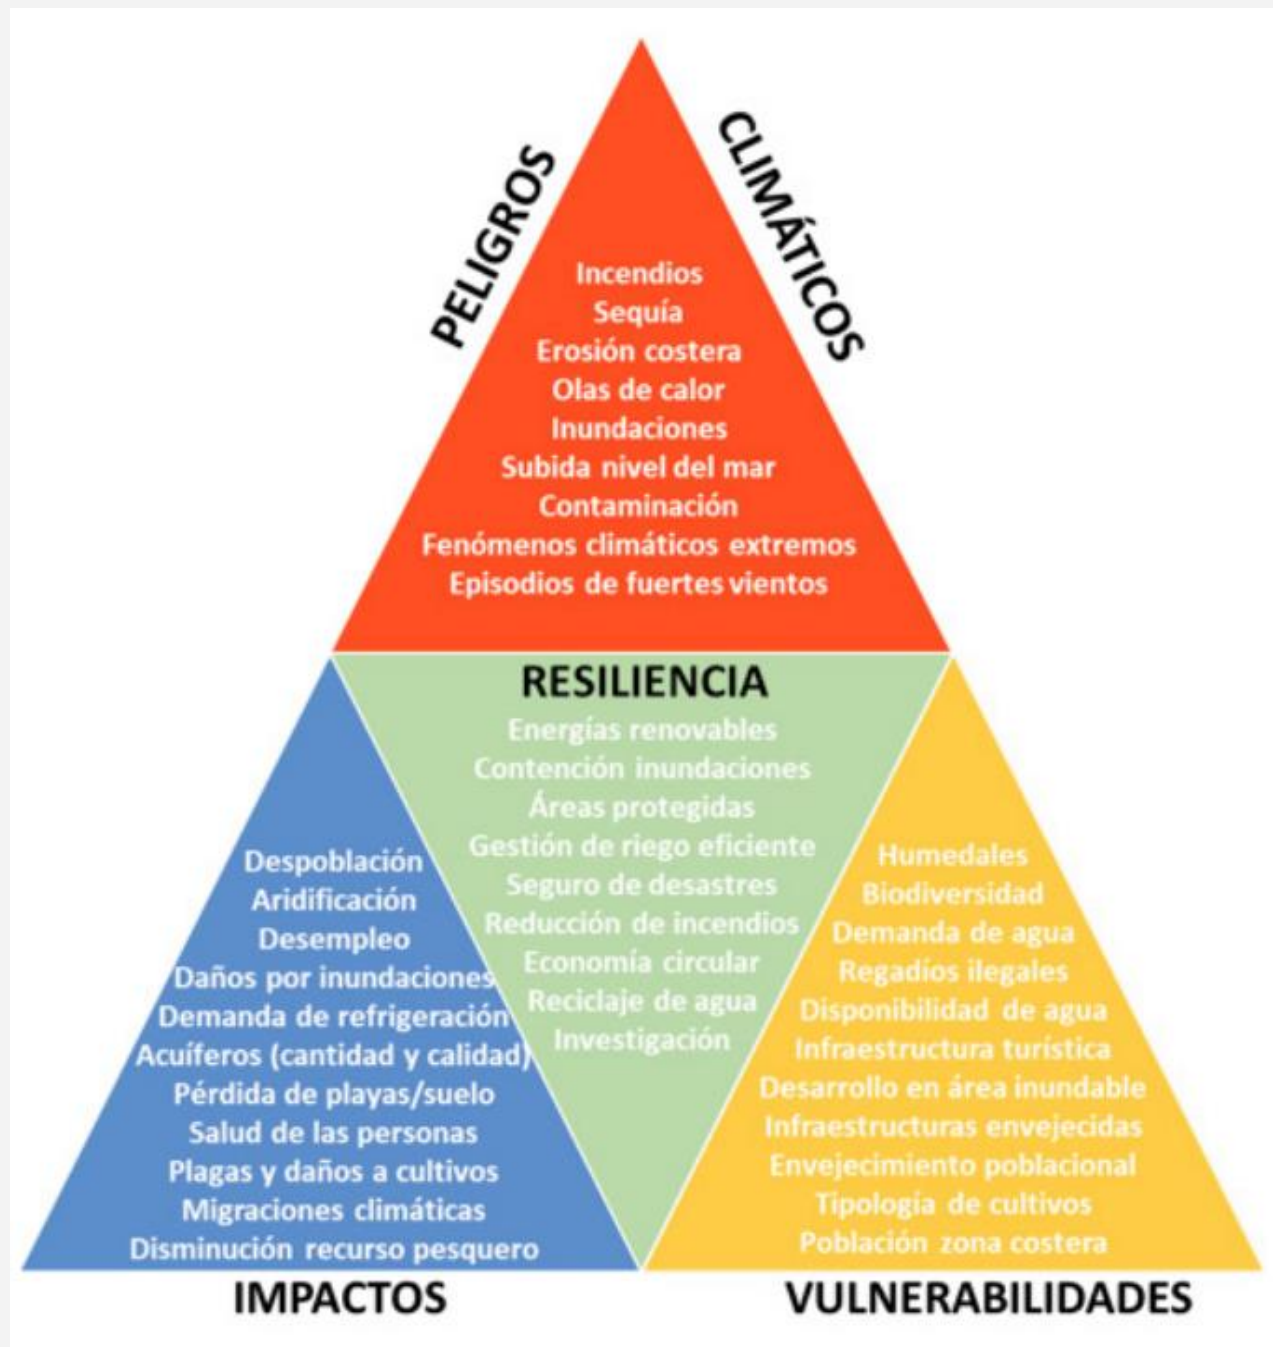 PELIGROS
CLIMÁTICOS
Incendios
Sequía
Erosión costera
Olas de calor
Inundaciones
Subida nivel del mar
Contaminación
Fenómenos climáticos extremos
Episodios de fuertes vientos
RESILIENCIA
Energías renovables
Contención inundaciones
Áreas protegidas
Gestión de riego eficiente
Seguro de desastres
Reducción de incendios
Economía circular
Reciclaje de agua
Investigación
Despoblación
Aridificación
Desempleo
Daños por inundaciones
Demanda de refrigeración
Acuíferos (cantidad y calidad)
Pérdida de playas/suelo
Salud de las personas
Plagas y daños a cultivos
Migraciones climáticas
Disminución recurso pesquero
IMPACTOS
Humedales
Biodiversidad
Demanda de agua
Regadíos ilegales
Disponibilidad de agua
Infraestructura turística
Desarrollo en área inundable
Infraestructuras envejecidas
Envejecimiento poblacional
Tipología de cultivos
Población zona costera
VULNERABILIDADES